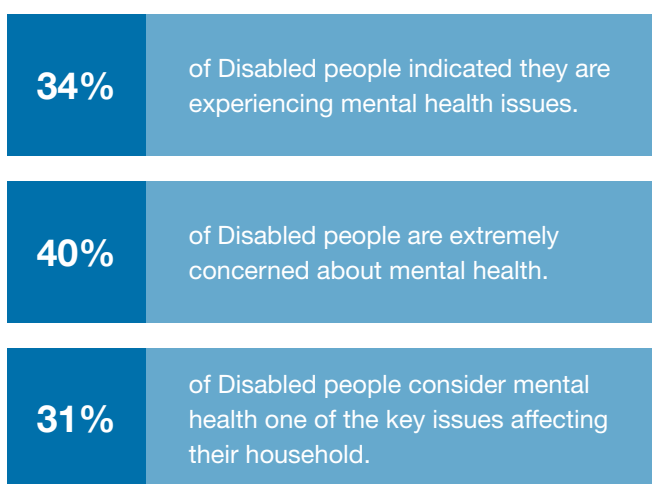 34%
of Disabled people indicated they are
experiencing mental health issues.
40%
of Disabled people are extremely
concerned about mental health.
31%
of Disabled people consider mental
health one of the key issues affecting
their household.